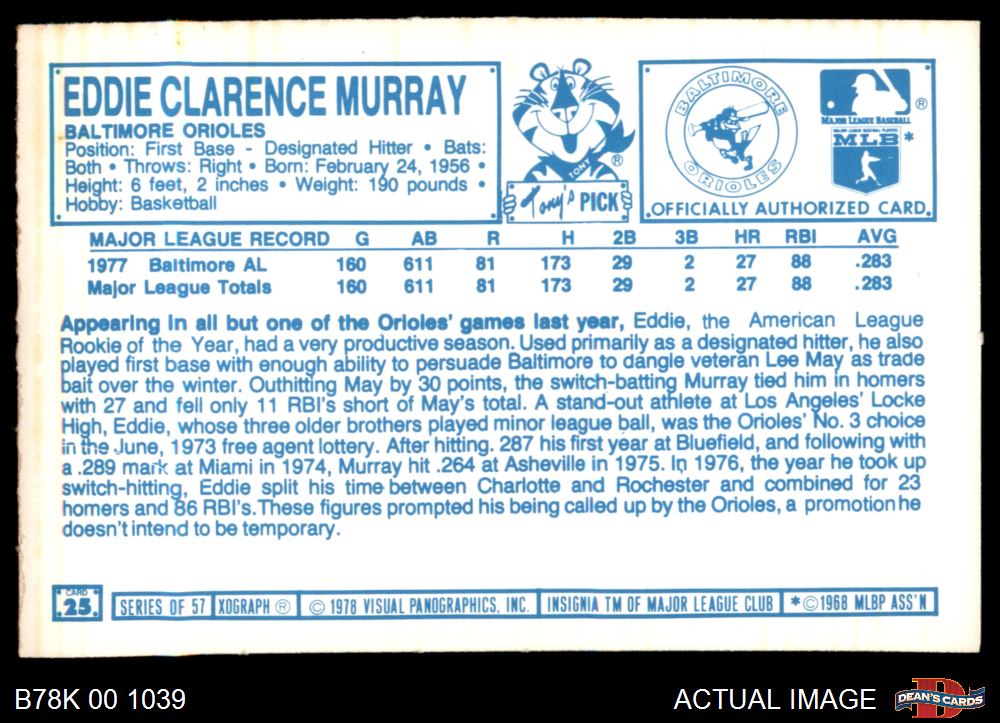 EDDIE CLARENCE MURRAY
BALTIMORE ORIOLES
Position: First Base - Designated Hitter • Bats:
Both • Throws: Right • Born: February 24, 1956 •
Height: 6 feet, 2 inches • Weight: 190 pounds •
Hobby: Basketball
TONY
®
Tony's PICK
BALTIMORE
ORIOLES
®
MAJOR LEAGUE BASEBALL
MAJOR LEAGUE BASEBALL PLAYERS
MLB *
OFFICIALLY AUTHORIZED CARD
MAJOR LEAGUE RECORD G AB R H 2B 3B HR RBI AVG
1977 Baltimore AL 160 611 81 173 29 2 27 88 .283
Major League Totals 160 611 81 173 29 2 27 88 .283
Appearing in all but one of the Orioles' games last year, Eddie, the American League
Rookie of the Year, had a very productive season. Used primarily as a designated hitter, he also
played first base with enough ability to persuade Baltimore to dangle veteran Lee May as trade
bait over the winter. Outhitting May by 30 points, the switch-batting Murray tied him in homers
with 27 and fell only 11 RBI's short of May's total. A stand-out athlete at Los Angeles' Locke
High, Eddie, whose three older brothers played minor league ball, was the Orioles' No. 3 choice
in the June, 1973 free agent lottery. After hitting. 287 his first year at Bluefield, and following with
a .289 mark at Miami in 1974, Murray hit .264 at Asheville in 1975. In 1976, the year he took up
switch-hitting, Eddie split his time between Charlotte and Rochester and combined for 23
homers and 86 RBI's.These figures prompted his being called up by the Orioles, a promotion he
doesn't intend to be temporary.
CARD
25 SERIES OF 57 XOGRAPH ® © 1978 VISUAL PANOGRAPHICS, INC. INSIGNIA TM OF MAJOR LEAGUE CLUB *© 1968 MLBP ASS'N
B78K 00 1039 ACTUAL IMAGE DEAN'S CARDS